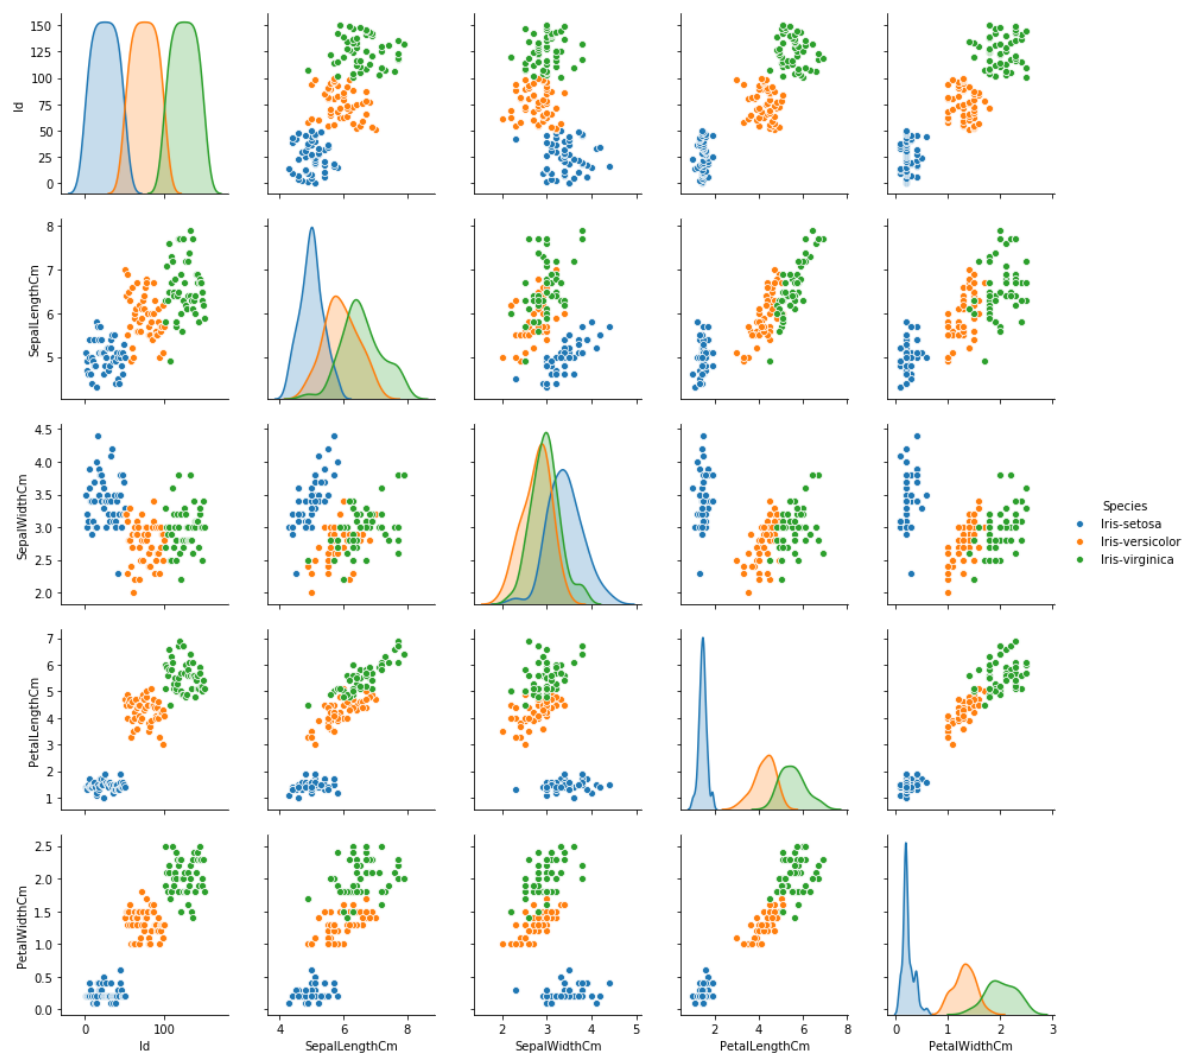 150
125
100
75
50
25
0
Id
8
7
6
5
SepalLengthCm
4.5
4.0
3.5
3.0
2.5
2.0
SepalWidthCm
Species
Iris-setosa
Iris-versicolor
Iris-virginica
7
6
5
4
3
2
1
PetalLengthCm
2.5
2.0
1.5
1.0
0.5
0.0
PetalWidthCm
0 100
Id
4 6 8
SepalLengthCm
2 3 4 5
SepalWidthCm
2 4 6 8
PetalLengthCm
0 1 2 3
PetalWidthCm